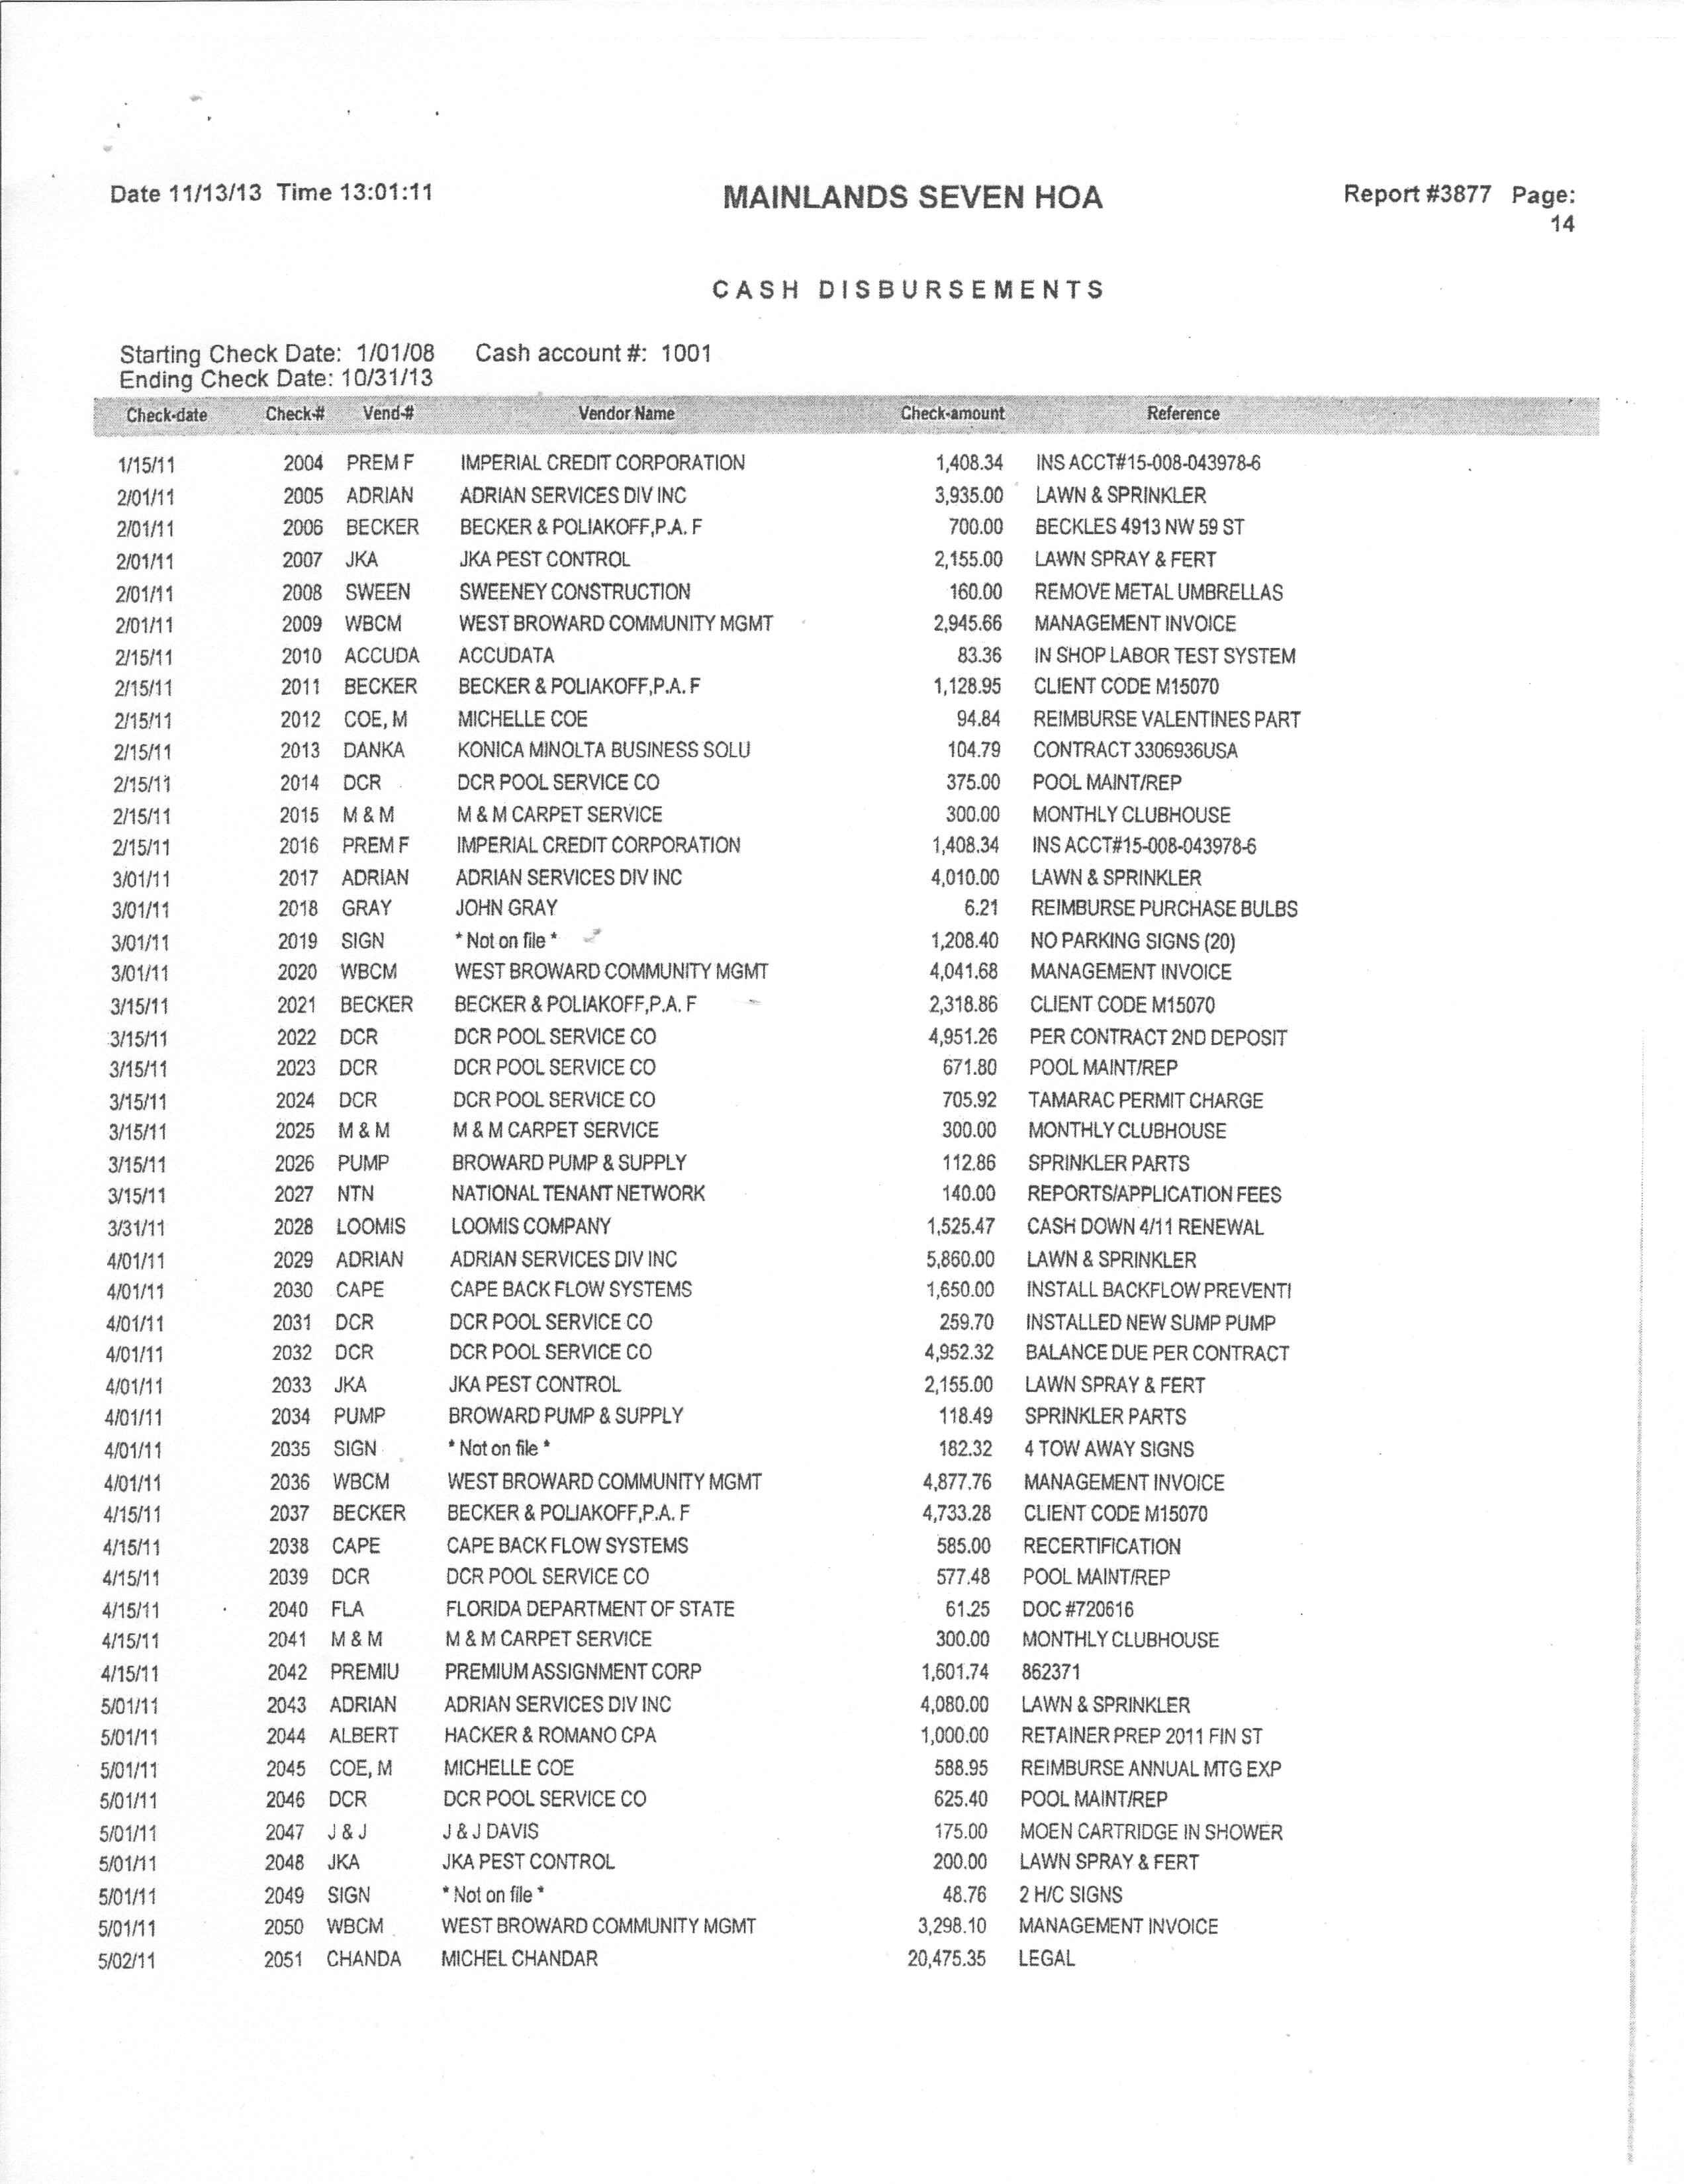 Date 11/13/13 Time 13:01:11 MAINLANDS SEVEN HOA Report #3877 Page:
14
CASH DISBURSEMENTS
Starting Check Date: 1/01/08 Cash account #: 1001
Ending Check Date: 10/31/13
Check-date Check-# Vend-# Vendor Name Check-amount Reference
1/15/11 2004 PREM F IMPERIAL CREDIT CORPORATION 1,408.34 INS ACCT#15-008-043978-6
2/01/11 2005 ADRIAN ADRIAN SERVICES DIV INC 3,935.00 LAWN & SPRINKLER
2/01/11 2006 BECKER BECKER & POLIAKOFF,P.A. F 700.00 BECKLES 4913 NW 59 ST
2/01/11 2007 JKA JKA PEST CONTROL 2,155.00 LAWN SPRAY & FERT
2/01/11 2008 SWEEN SWEENEY CONSTRUCTION 160.00 REMOVE METAL UMBRELLAS
2/01/11 2009 WBCM WEST BROWARD COMMUNITY MGMT 2,945.66 MANAGEMENT INVOICE
2/15/11 2010 ACCUDA ACCUDATA 83.36 IN SHOP LABOR TEST SYSTEM
2/15/11 2011 BECKER BECKER & POLIAKOFF,P.A. F 1,128.95 CLIENT CODE M15070
2/15/11 2012 COE, M MICHELLE COE 94.84 REIMBURSE VALENTINES PART
2/15/11 2013 DANKA KONICA MINOLTA BUSINESS SOLU 104.79 CONTRACT 3306936USA
2/15/11 2014 DCR DCR POOL SERVICE CO 375.00 POOL MAINT/REP
2/15/11 2015 M & M M & M CARPET SERVICE 300.00 MONTHLY CLUBHOUSE
2/15/11 2016 PREM F IMPERIAL CREDIT CORPORATION 1,408.34 INS ACCT#15-008-043978-6
3/01/11 2017 ADRIAN ADRIAN SERVICES DIV INC 4,010.00 LAWN & SPRINKLER
3/01/11 2018 GRAY JOHN GRAY 6.21 REIMBURSE PURCHASE BULBS
3/01/11 2019 SIGN * Not on file * 1,208.40 NO PARKING SIGNS (20)
3/01/11 2020 WBCM WEST BROWARD COMMUNITY MGMT 4,041.68 MANAGEMENT INVOICE
3/15/11 2021 BECKER BECKER & POLIAKOFF,P.A. F 2,318.86 CLIENT CODE M15070
3/15/11 2022 DCR DCR POOL SERVICE CO 4,951.26 PER CONTRACT 2ND DEPOSIT
3/15/11 2023 DCR DCR POOL SERVICE CO 671.80 POOL MAINT/REP
3/15/11 2024 DCR DCR POOL SERVICE CO 705.92 TAMARAC PERMIT CHARGE
3/15/11 2025 M & M M & M CARPET SERVICE 300.00 MONTHLY CLUBHOUSE
3/15/11 2026 PUMP BROWARD PUMP & SUPPLY 112.86 SPRINKLER PARTS
3/15/11 2027 NTN NATIONAL TENANT NETWORK 140.00 REPORTS/APPLICATION FEES
3/31/11 2028 LOOMIS LOOMIS COMPANY 1,525.47 CASH DOWN 4/11 RENEWAL
4/01/11 2029 ADRIAN ADRIAN SERVICES DIV INC 5,860.00 LAWN & SPRINKLER
4/01/11 2030 CAPE CAPE BACK FLOW SYSTEMS 1,650.00 INSTALL BACKFLOW PREVENTI
4/01/11 2031 DCR DCR POOL SERVICE CO 259.70 INSTALLED NEW SUMP PUMP
4/01/11 2032 DCR DCR POOL SERVICE CO 4,952.32 BALANCE DUE PER CONTRACT
4/01/11 2033 JKA JKA PEST CONTROL 2,155.00 LAWN SPRAY & FERT
4/01/11 2034 PUMP BROWARD PUMP & SUPPLY 118.49 SPRINKLER PARTS
4/01/11 2035 SIGN * Not on file * 182.32 4 TOW AWAY SIGNS
4/01/11 2036 WBCM WEST BROWARD COMMUNITY MGMT 4,877.76 MANAGEMENT INVOICE
4/15/11 2037 BECKER BECKER & POLIAKOFF,P.A. F 4,733.28 CLIENT CODE M15070
4/15/11 2038 CAPE CAPE BACK FLOW SYSTEMS 585.00 RECERTIFICATION
4/15/11 2039 DCR DCR POOL SERVICE CO 577.48 POOL MAINT/REP
4/15/11 2040 FLA FLORIDA DEPARTMENT OF STATE 61.25 DOC #720616
4/15/11 2041 M & M M & M CARPET SERVICE 300.00 MONTHLY CLUBHOUSE
4/15/11 2042 PREMIU PREMIUM ASSIGNMENT CORP 1,601.74 862371
5/01/11 2043 ADRIAN ADRIAN SERVICES DIV INC 4,080.00 LAWN & SPRINKLER
5/01/11 2044 ALBERT HACKER & ROMANO CPA 1,000.00 RETAINER PREP 2011 FIN ST
5/01/11 2045 COE, M MICHELLE COE 588.95 REIMBURSE ANNUAL MTG EXP
5/01/11 2046 DCR DCR POOL SERVICE CO 625.40 POOL MAINT/REP
5/01/11 2047 J & J J & J DAVIS 175.00 MOEN CARTRIDGE IN SHOWER
5/01/11 2048 JKA JKA PEST CONTROL 200.00 LAWN SPRAY & FERT
5/01/11 2049 SIGN * Not on file * 48.76 2 H/C SIGNS
5/01/11 2050 WBCM WEST BROWARD COMMUNITY MGMT 3,298.10 MANAGEMENT INVOICE
5/02/11 2051 CHANDA MICHEL CHANDAR 20,475.35 LEGAL